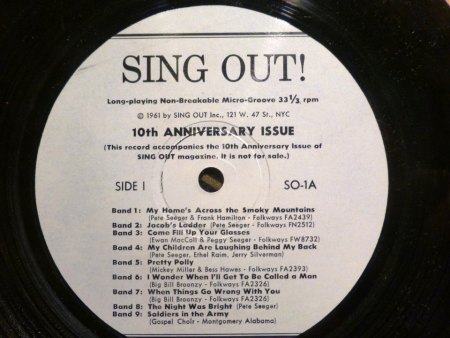 SING OUT!
Long-playing Non-Breakable Micro-Groove 33 1/3 rpm
© 1961 by SING OUT Inc., 121 W. 47 St., NYC
10th ANNIVERSARY ISSUE
(This record accompanies the 10th Anniversary Issue of
SING OUT magazine. It is not for sale.)
SIDE I SO-1A
Band 1: My Home's Across the Smoky Mountains
(Pete Seeger & Frank Hamilton - Folkways FA2439)
Band 2: Jacob's Ladder (Pete Seeger - Folkways FN2512)
Band 3: Come Fill Up Your Glasses
(Ewan MacColl & Peggy Seeger - Folkways FW8732)
Band 4: My Children Are Laughing Behind My Back
(Pete Seeger, Ethel Raim, Jerry Silverman)
Band 5: Pretty Polly
(Mickey Miller & Bess Hawes - Folkways FA2393)
Band 6: I Wonder When I'll Get To Be Called a Man
(Big Bill Broonzy - Folkways FA2326)
Band 7: When Things Go Wrong With You
(Big Bill Broonzy - Folkways FA2326)
Band 8: The Night Was Bright (Pete Seeger)
Band 9: Soldiers in the Army
(Gospel Choir - Montgomery Alabama)